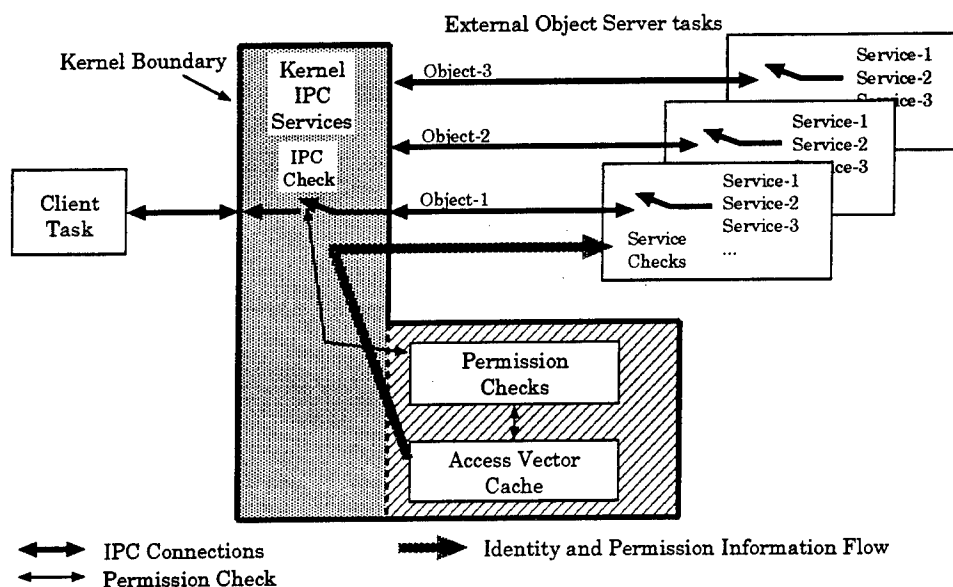 External Object Server tasks
Kernel Boundary
Kernel
IPC
Services
IPC
Check
Client
Task
Object-3
Object-2
Object-1
Service-1
Service-2
Service-3
Service-1
Service-2
Service-3
Service-1
Service-2
Service-3
...
Service
Checks
Permission
Checks
Access Vector
Cache
IPC Connections
Permission Check
Identity and Permission Information Flow